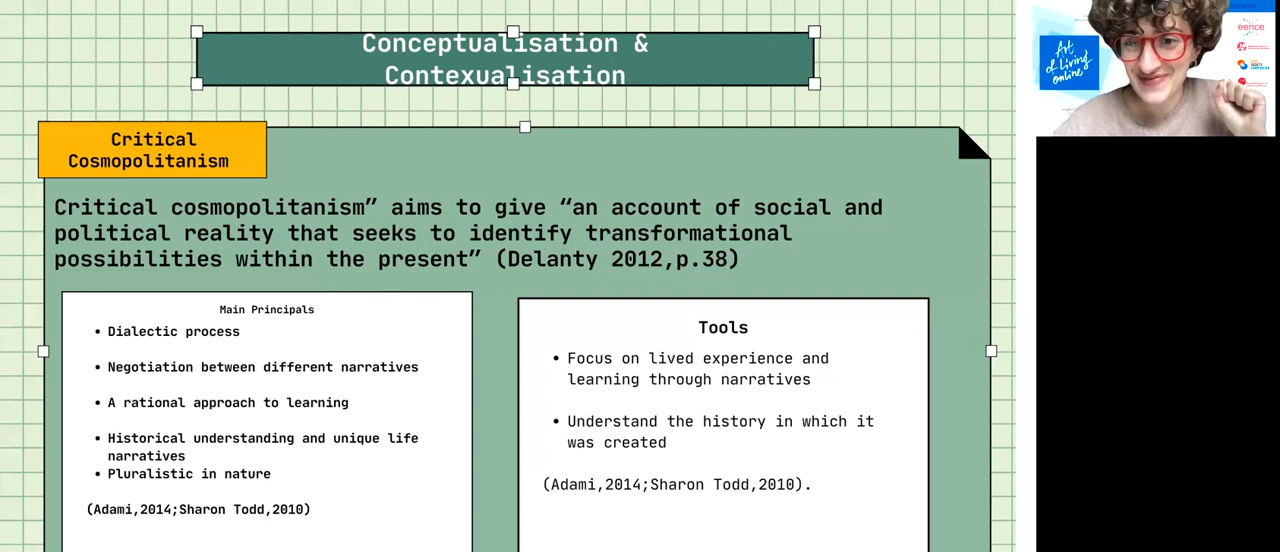 Conceptualisation &
Contexualisation
Critical
Cosmopolitanism
Critical cosmopolitanism” aims to give “an account of social and
political reality that seeks to identify transformational
possibilities within the present” (Delanty 2012,p.38)
Main Principals
• Dialectic process
• Negotiation between different narratives
• A rational approach to learning
• Historical understanding and unique life
narratives
• Pluralistic in nature
(Adami,2014;Sharon Todd,2010)
Tools
• Focus on lived experience and
learning through narratives
• Understand the history in which it
was created
(Adami,2014;Sharon Todd,2010).
Art
of Living
online
eence